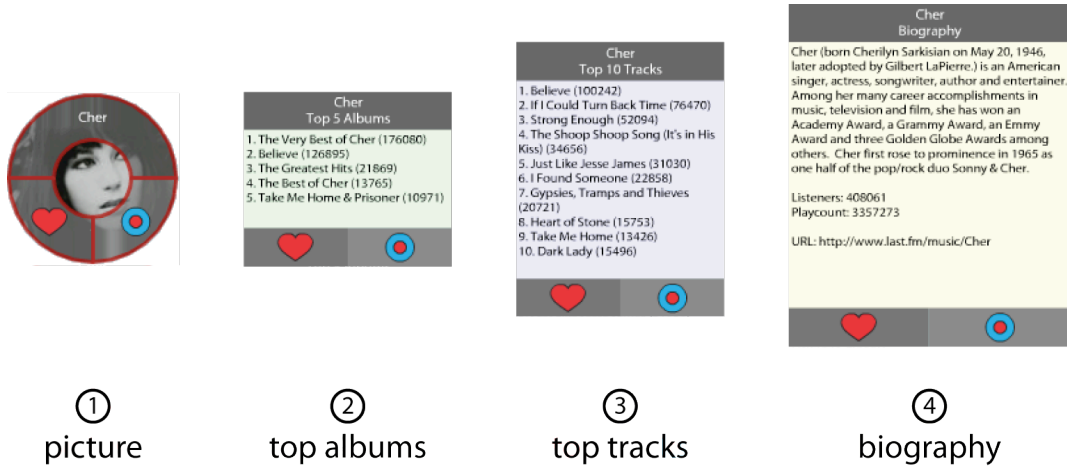 Cher
Cher
Top 5 Albums
1. The Very Best of Cher (176080)
2. Believe (126895)
3. The Greatest Hits (21869)
4. The Best of Cher (13765)
5. Take Me Home & Prisoner (10971)
Cher
Top 10 Tracks
1. Believe (100242)
2. If I Could Turn Back Time (76470)
3. Strong Enough (52094)
4. The Shoop Shoop Song (It's in His
Kiss) (34656)
5. Just Like Jesse James (31030)
6. I Found Someone (22858)
7. Gypsies, Tramps and Thieves
(20721)
8. Heart of Stone (15753)
9. Take Me Home (13426)
10. Dark Lady (15496)
Cher
Biography
Cher (born Cherilyn Sarkisian on May 20, 1946,
later adopted by Gilbert LaPierre.) is an American
singer, actress, songwriter, author and entertainer.
Among her many career accomplishments in
music, television and film, she has won an
Academy Award, a Grammy Award, an Emmy
Award and three Golden Globe Awards among
others. Cher first rose to prominence in 1965 as
one half of the pop/rock duo Sonny & Cher.
Listeners: 408061
Playcount: 3357273
URL: http://www.last.fm/music/Cher
1
picture
2
top albums
3
top tracks
4
biography